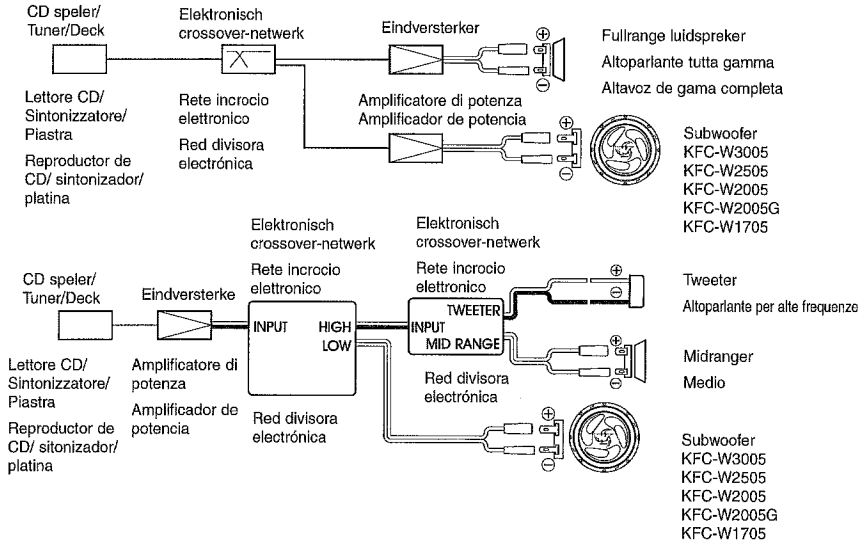 CD speler/
Tuner/Deck
Elektronisch
crossover-netwerk
Eindversterker
Lettore CD/
Sintonizzatore/
Piastra
Reproductor de
CD/ sintonizador/
platina
Rete incrocio
elettronico
Red divisora
electrónica
Amplificatore di potenza
Amplificador de potencia
+
−
Fullrange luidspreker
Altoparlante tutta gamma
Altavoz de gama completa
+
−
Subwoofer
KFC-W3005
KFC-W2505
KFC-W2005
KFC-W2005G
KFC-W1705
CD speler/
Tuner/Deck
Eindversterke
Elektronisch
crossover-netwerk
Rete incrocio
elettronico
Elektronisch
crossover-netwerk
Rete incrocio
elettronico
Lettore CD/
Sintonizzatore/
Piastra
Reproductor de
CD/ sitonizador/
platina
Amplificatore di
potenza
Amplificador de
potencia
INPUT
HIGH
LOW
Red divisora
electrónica
TWEETER
INPUT
MID RANGE
Red divisora
electrónica
+
−
Tweeter
Altoparlante per alte frequenze
+
−
Midranger
Medio
+
−
Subwoofer
KFC-W3005
KFC-W2505
KFC-W2005
KFC-W2005G
KFC-W1705